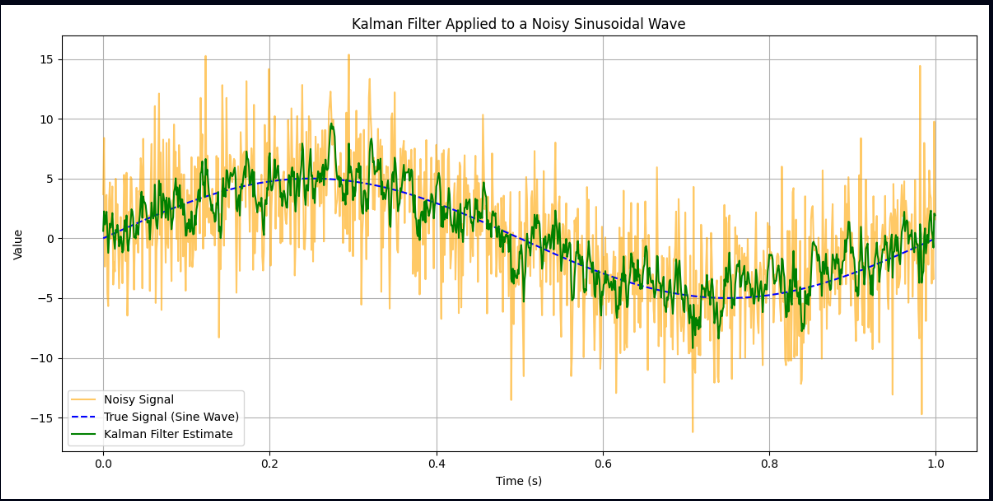 Kalman Filter Applied to a Noisy Sinusoidal Wave
15
10
5
0
−5
−10
−15
Value
Noisy Signal
True Signal (Sine Wave)
Kalman Filter Estimate
0.0 0.2 0.4 0.6 0.8 1.0
Time (s)